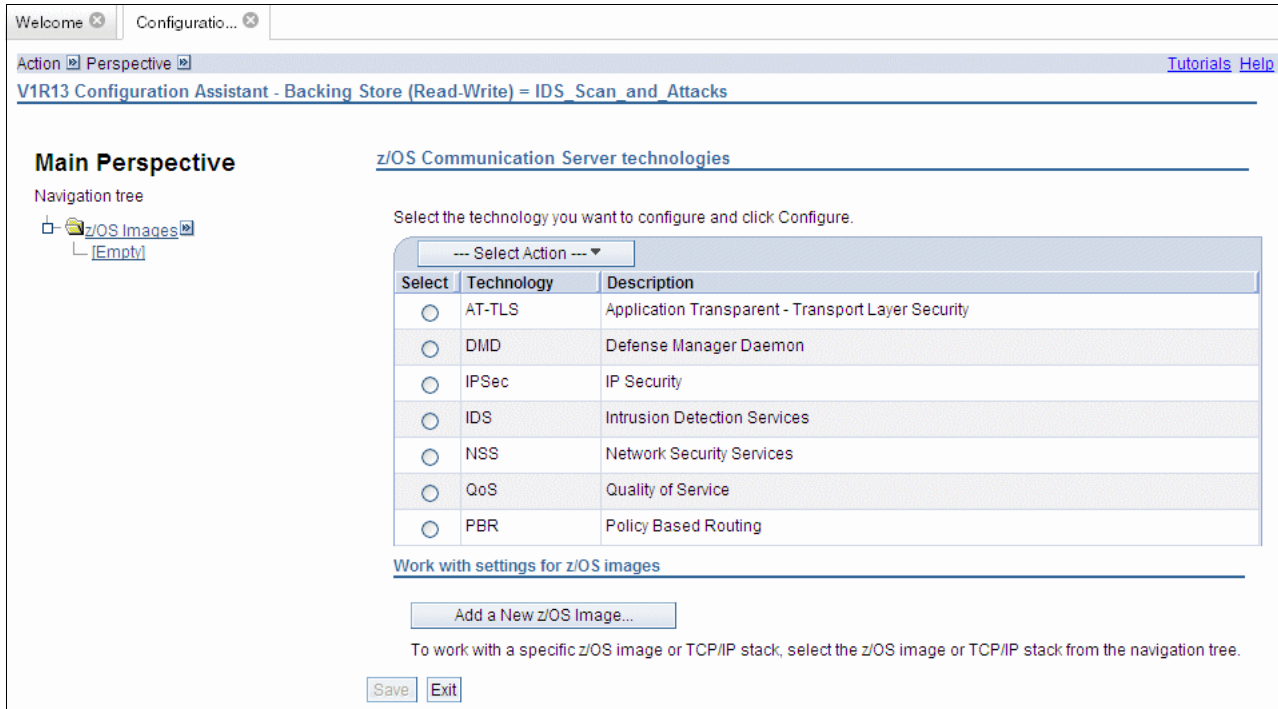 Welcome
Configuratio...
Action Perspective
Tutorials Help
V1R13 Configuration Assistant - Backing Store (Read-Write) = IDS_Scan_and_Attacks
Main Perspective
Navigation tree
z/OS Images
[Empty]
z/OS Communication Server technologies
Select the technology you want to configure and click Configure.
--- Select Action ---
Select Technology Description
AT-TLS Application Transparent - Transport Layer Security
DMD Defense Manager Daemon
IPSec IP Security
IDS Intrusion Detection Services
NSS Network Security Services
QoS Quality of Service
PBR Policy Based Routing
Work with settings for z/OS images
Add a New z/OS Image...
To work with a specific z/OS image or TCP/IP stack, select the z/OS image or TCP/IP stack from the navigation tree.
Save Exit